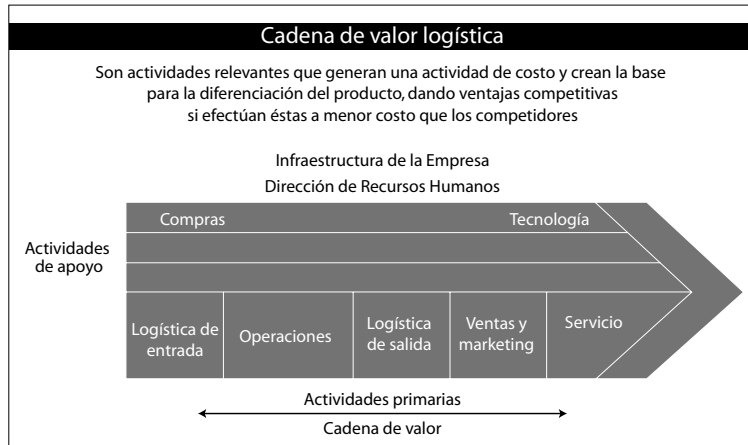 Cadena de valor logística
Son actividades relevantes que generan una actividad de costo y crean la base
para la diferenciación del producto, dando ventajas competitivas
si efectúan éstas a menor costo que los competidores
Infraestructura de la Empresa
Dirección de Recursos Humanos
Compras
Tecnología
Actividades
de apoyo
Logística de
entrada
Operaciones
Logística
de salida
Ventas y
marketing
Servicio
Actividades primarias
Cadena de valor